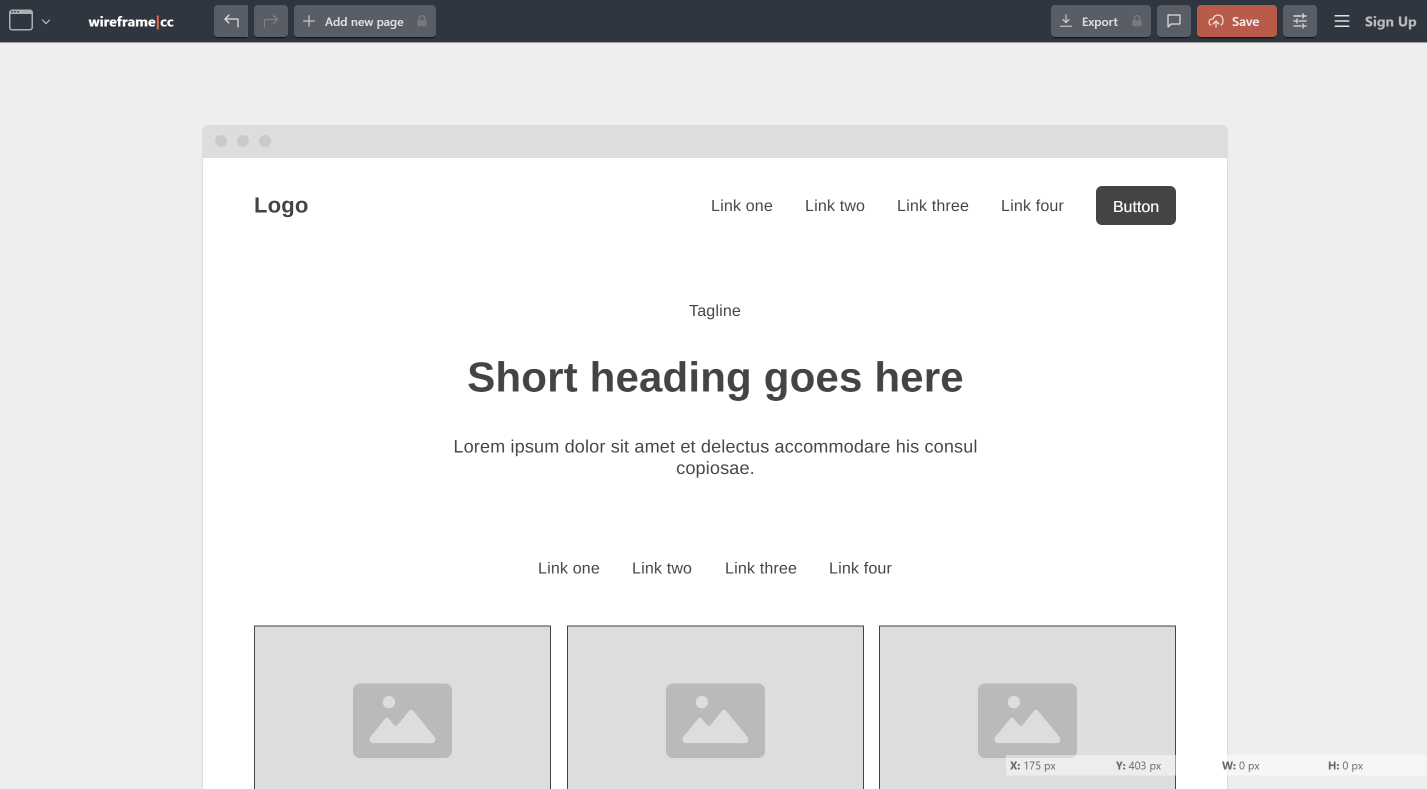 wireframe|cc
Add new page
Export
Save
Sign Up
Logo
Link one
Link two
Link three
Link four
Button
Tagline
Short heading goes here
Lorem ipsum dolor sit amet et delectus accommodare his consul
copiosae.
Link one
Link two
Link three
Link four
X: 175 px
Y: 403 px
W: 0 px
H: 0 px